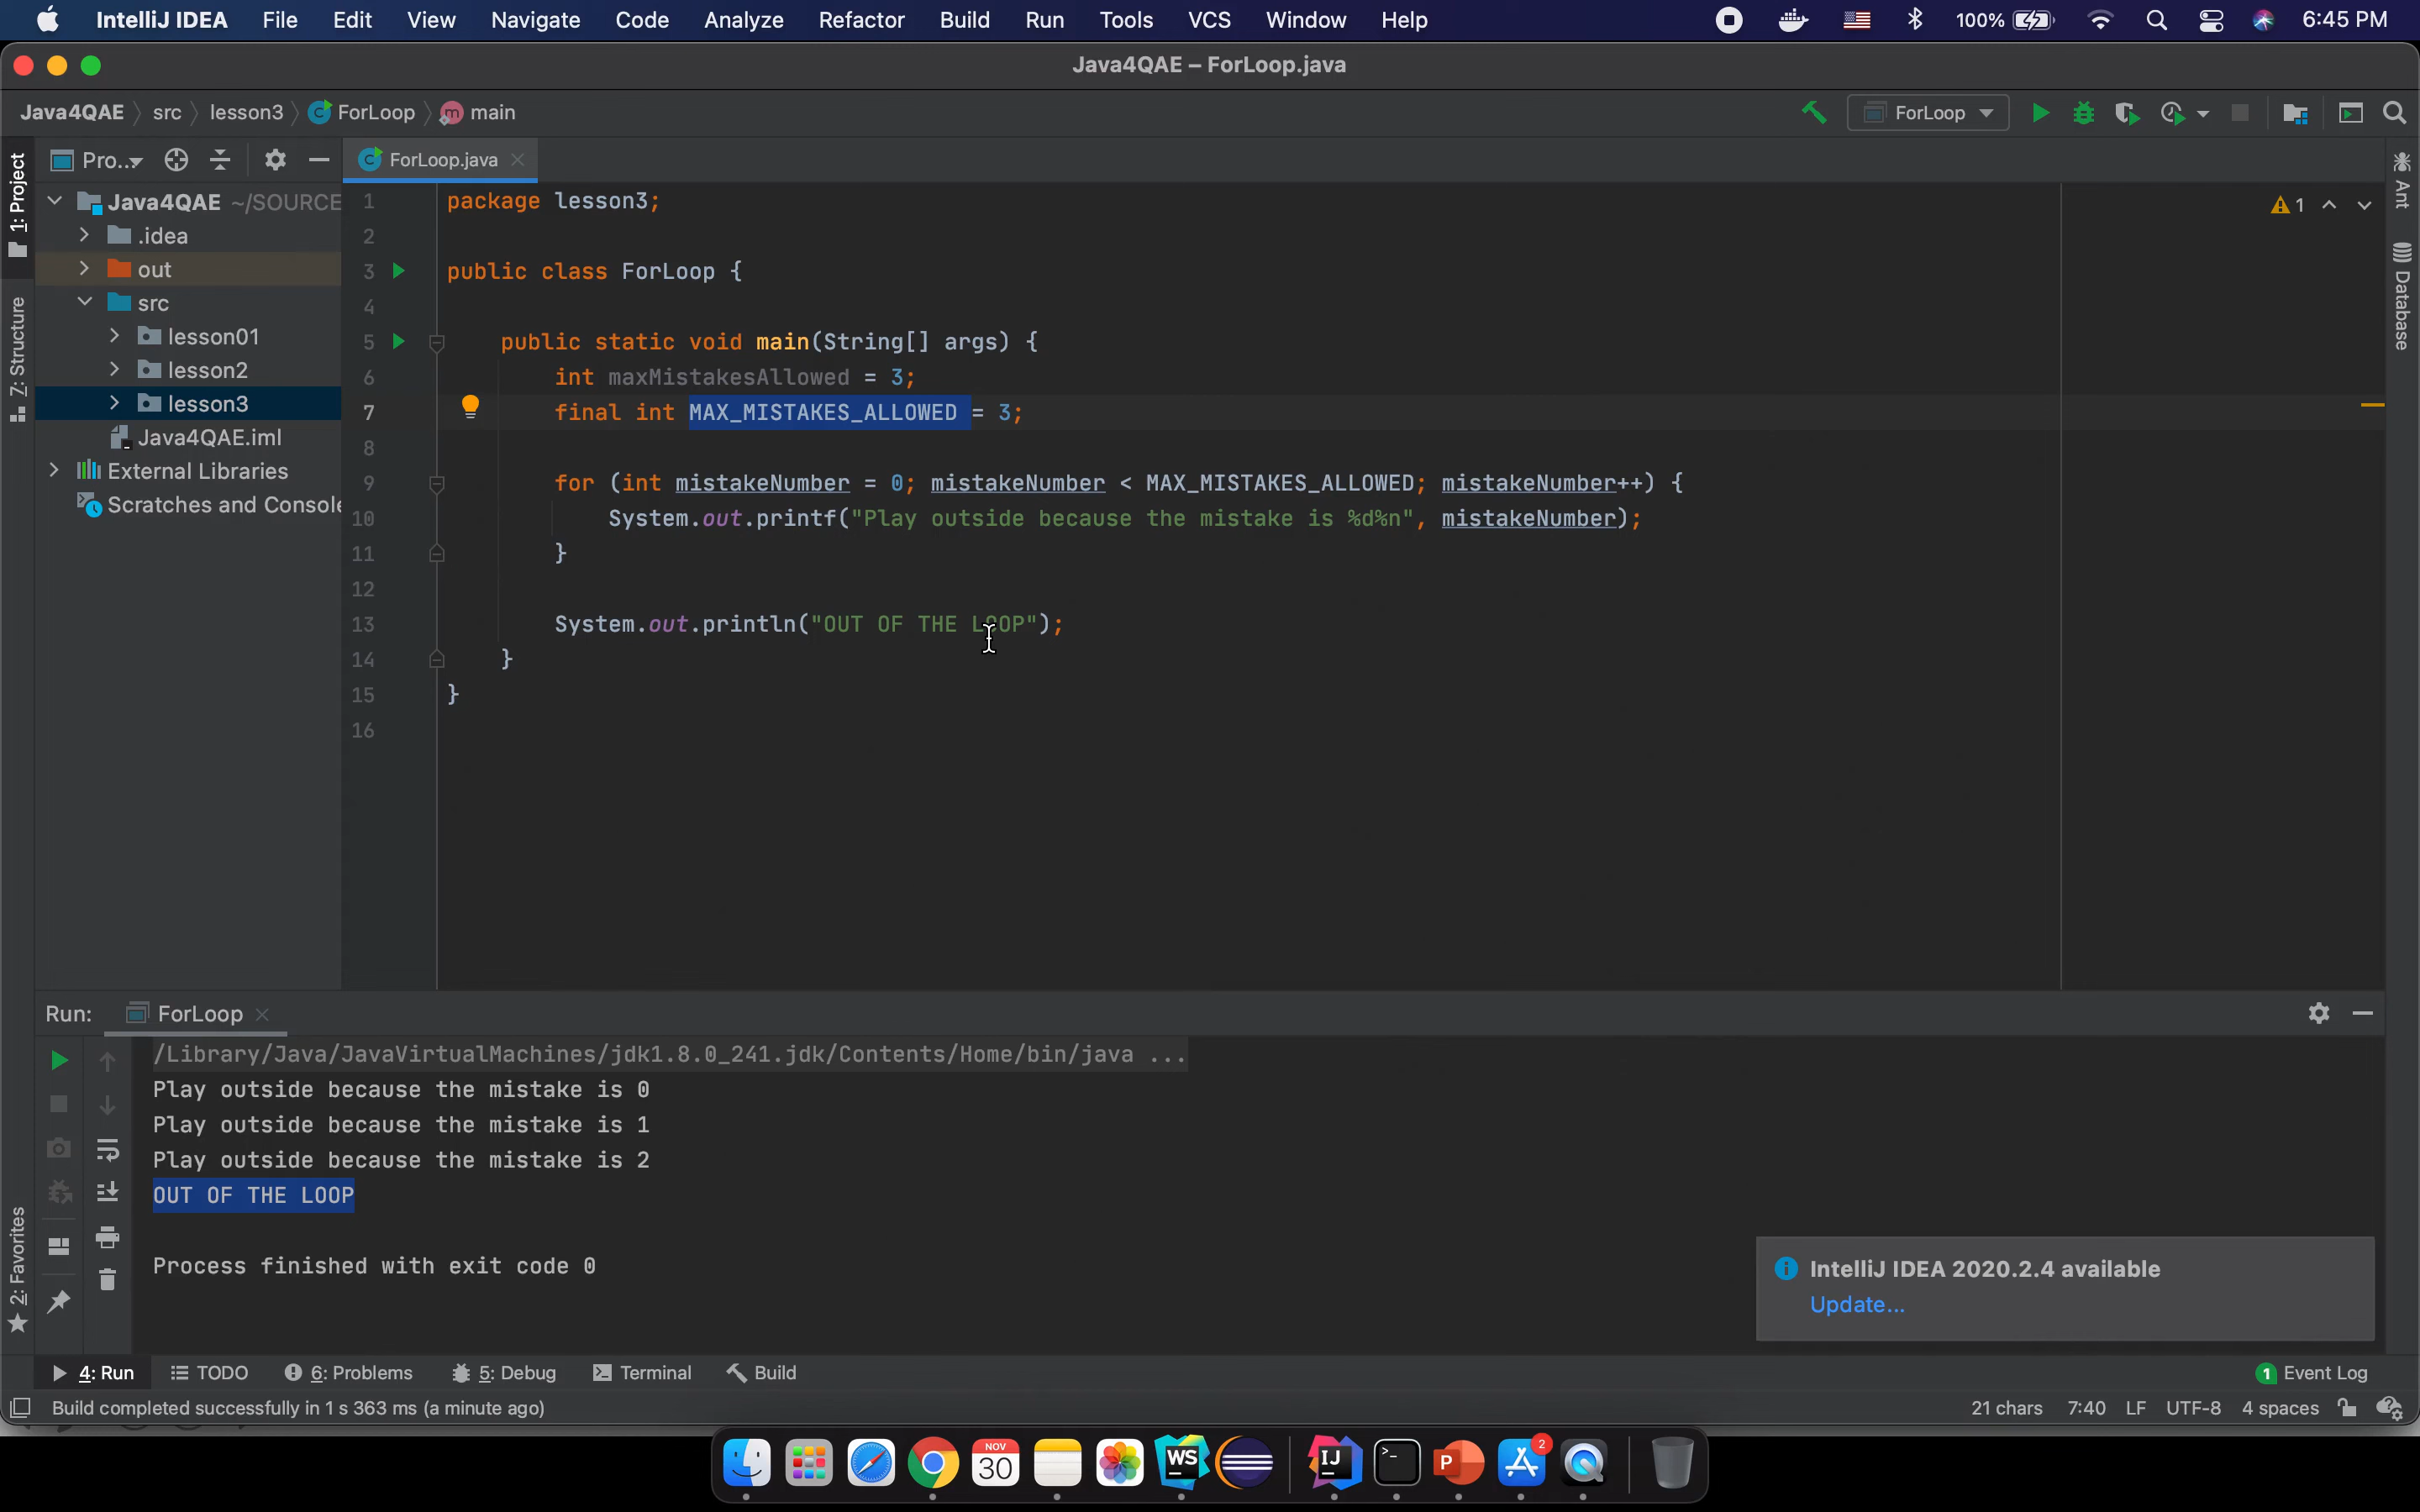 IntelliJ IDEA File Edit View Navigate Code Analyze Refactor Build Run Tools VCS Window Help 100% 6:45 PM
Java4QAE – ForLoop.java
Java4QAE src lesson3 ForLoop main ForLoop
1: Project
Pro... ForLoop.java
Java4QAE ~/SOURCE
.idea
out
src
lesson01
lesson2
lesson3
Java4QAE.iml
External Libraries
Scratches and Console
7: Structure
2: Favorites
1 package lesson3;
2
3 public class ForLoop {
4
5 public static void main(String[] args) {
6 int maxMistakesAllowed = 3;
7 final int MAX_MISTAKES_ALLOWED = 3;
8
9 for (int mistakeNumber = 0; mistakeNumber < MAX_MISTAKES_ALLOWED; mistakeNumber++) {
10 System.out.printf("Play outside because the mistake is %d%n", mistakeNumber);
11 }
12
13 System.out.println("OUT OF THE LOOP");
14 }
15 }
16
1
Ant
Database
Run: ForLoop
/Library/Java/JavaVirtualMachines/jdk1.8.0_241.jdk/Contents/Home/bin/java ...
Play outside because the mistake is 0
Play outside because the mistake is 1
Play outside because the mistake is 2
OUT OF THE LOOP
Process finished with exit code 0
IntelliJ IDEA 2020.2.4 available
Update...
4: Run TODO 6: Problems 5: Debug Terminal Build 1 Event Log
Build completed successfully in 1 s 363 ms (a minute ago) 21 chars 7:40 LF UTF-8 4 spaces
NOV
30
WS
IJ
P
2